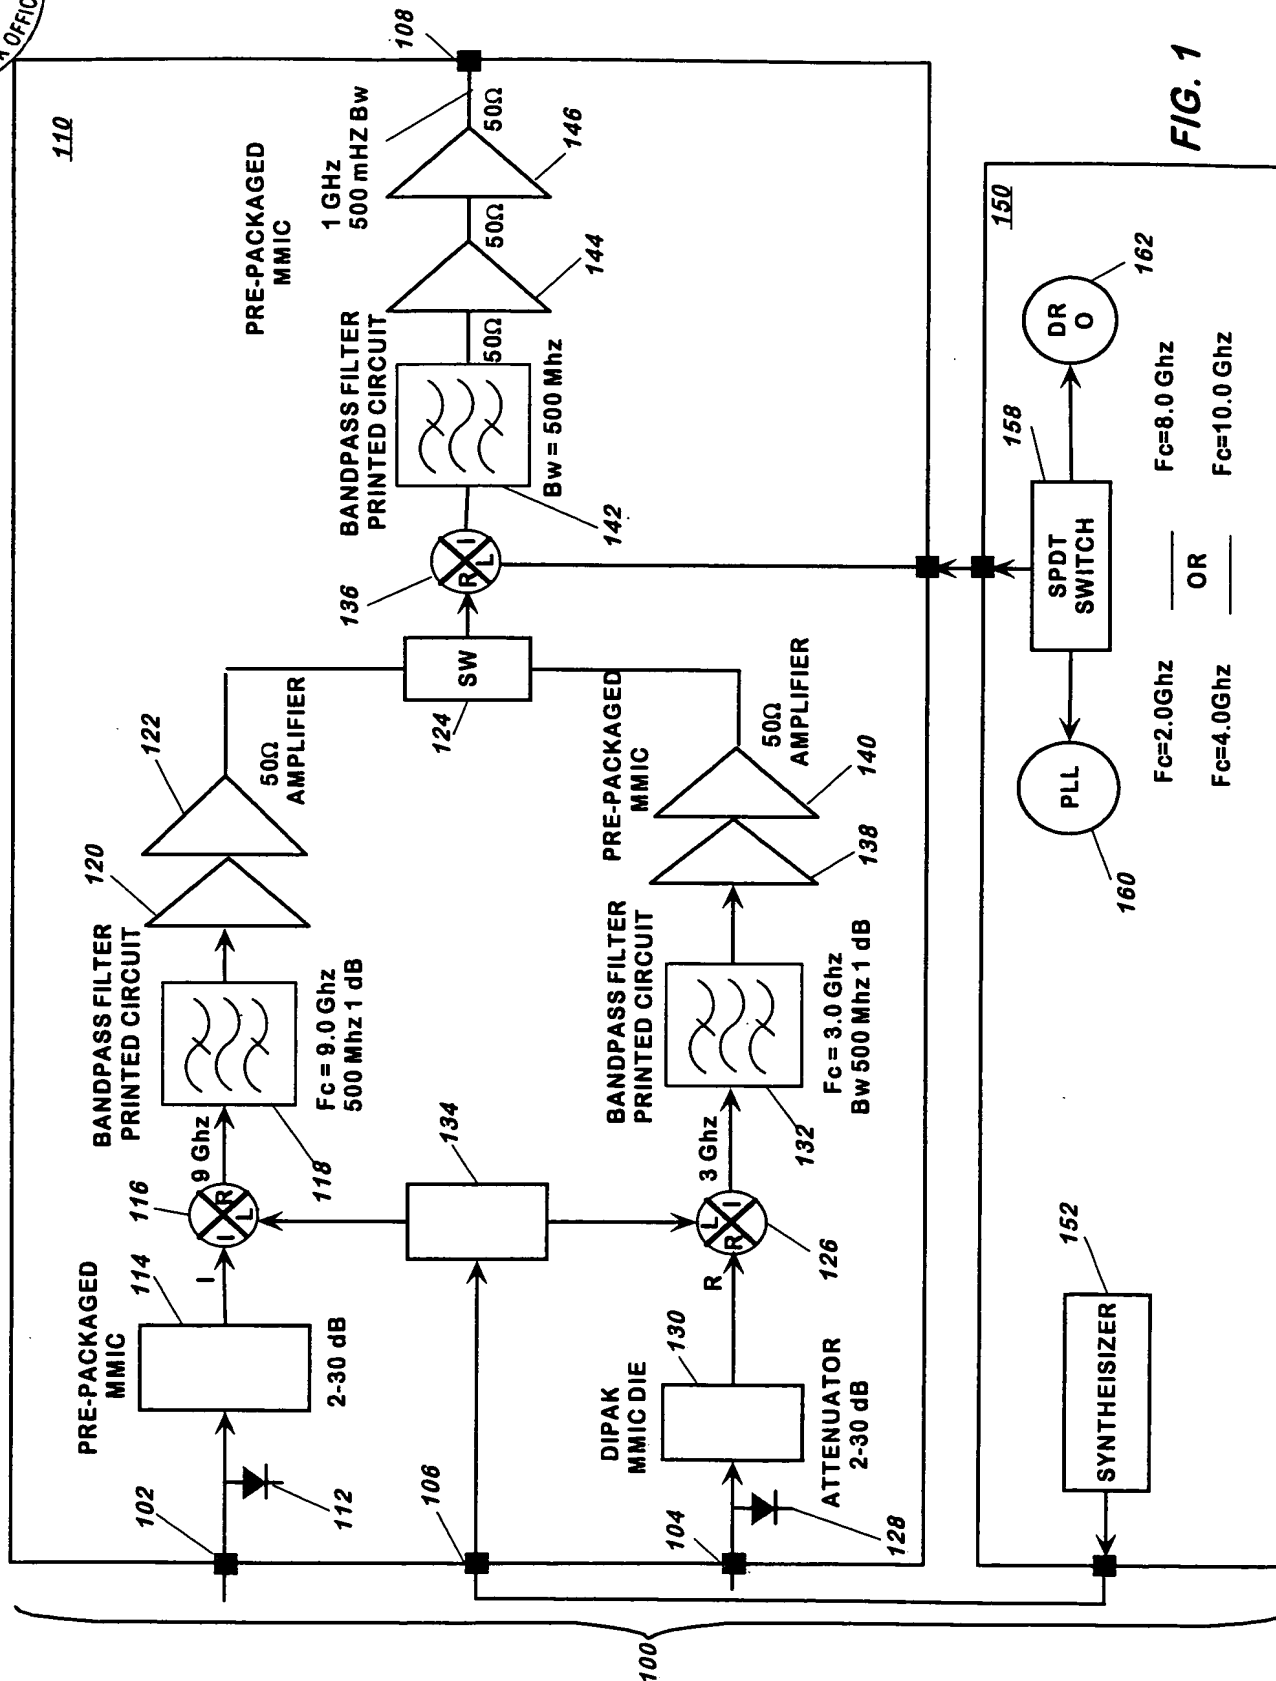 OFFIC
110
108
PRE-PACKAGED
MMIC
1 GHz
500 mHZ Bw
50Ω
146
50Ω
144
50Ω
BANDPASS FILTER
PRINTED CIRCUIT
Bw = 500 Mhz
142
R
L
I
136
SW
124
122
50Ω
AMPLIFIER
120
BANDPASS FILTER
PRINTED CIRCUIT
Fc = 9.0 Ghz
500 Mhz 1 dB
118
9 Ghz
116
I
L
R
I
PRE-PACKAGED
MMIC
114
2-30 dB
102
112
106
134
PRE-PACKAGED
MMIC
50Ω
AMPLIFIER
140
138
BANDPASS FILTER
PRINTED CIRCUIT
Fc = 3.0 Ghz
Bw 500 Mhz 1 dB
132
3 Ghz
L
R
I
126
R
DIPAK
MMIC DIE
130
ATTENUATOR
2-30 dB
104
128
100
150
162
DR
O
158
SPDT
SWITCH
PLL
160
Fc=2.0Ghz
Fc=8.0 Ghz
OR
Fc=4.0Ghz
Fc=10.0 Ghz
152
SYNTHEISIZER
FIG. 1